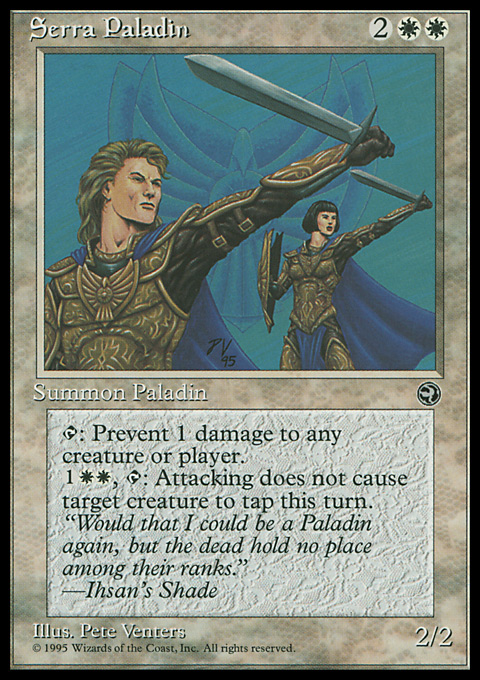 Serra Paladin 2
PV
95
Summon Paladin
: Prevent 1 damage to any
creature or player.
1 , : Attacking does not cause
target creature to tap this turn.
“Would that I could be a Paladin
again, but the dead hold no place
among their ranks.”
—Ihsan's Shade
Illus. Pete Venters
2/2
© 1995 Wizards of the Coast, Inc. All rights reserved.